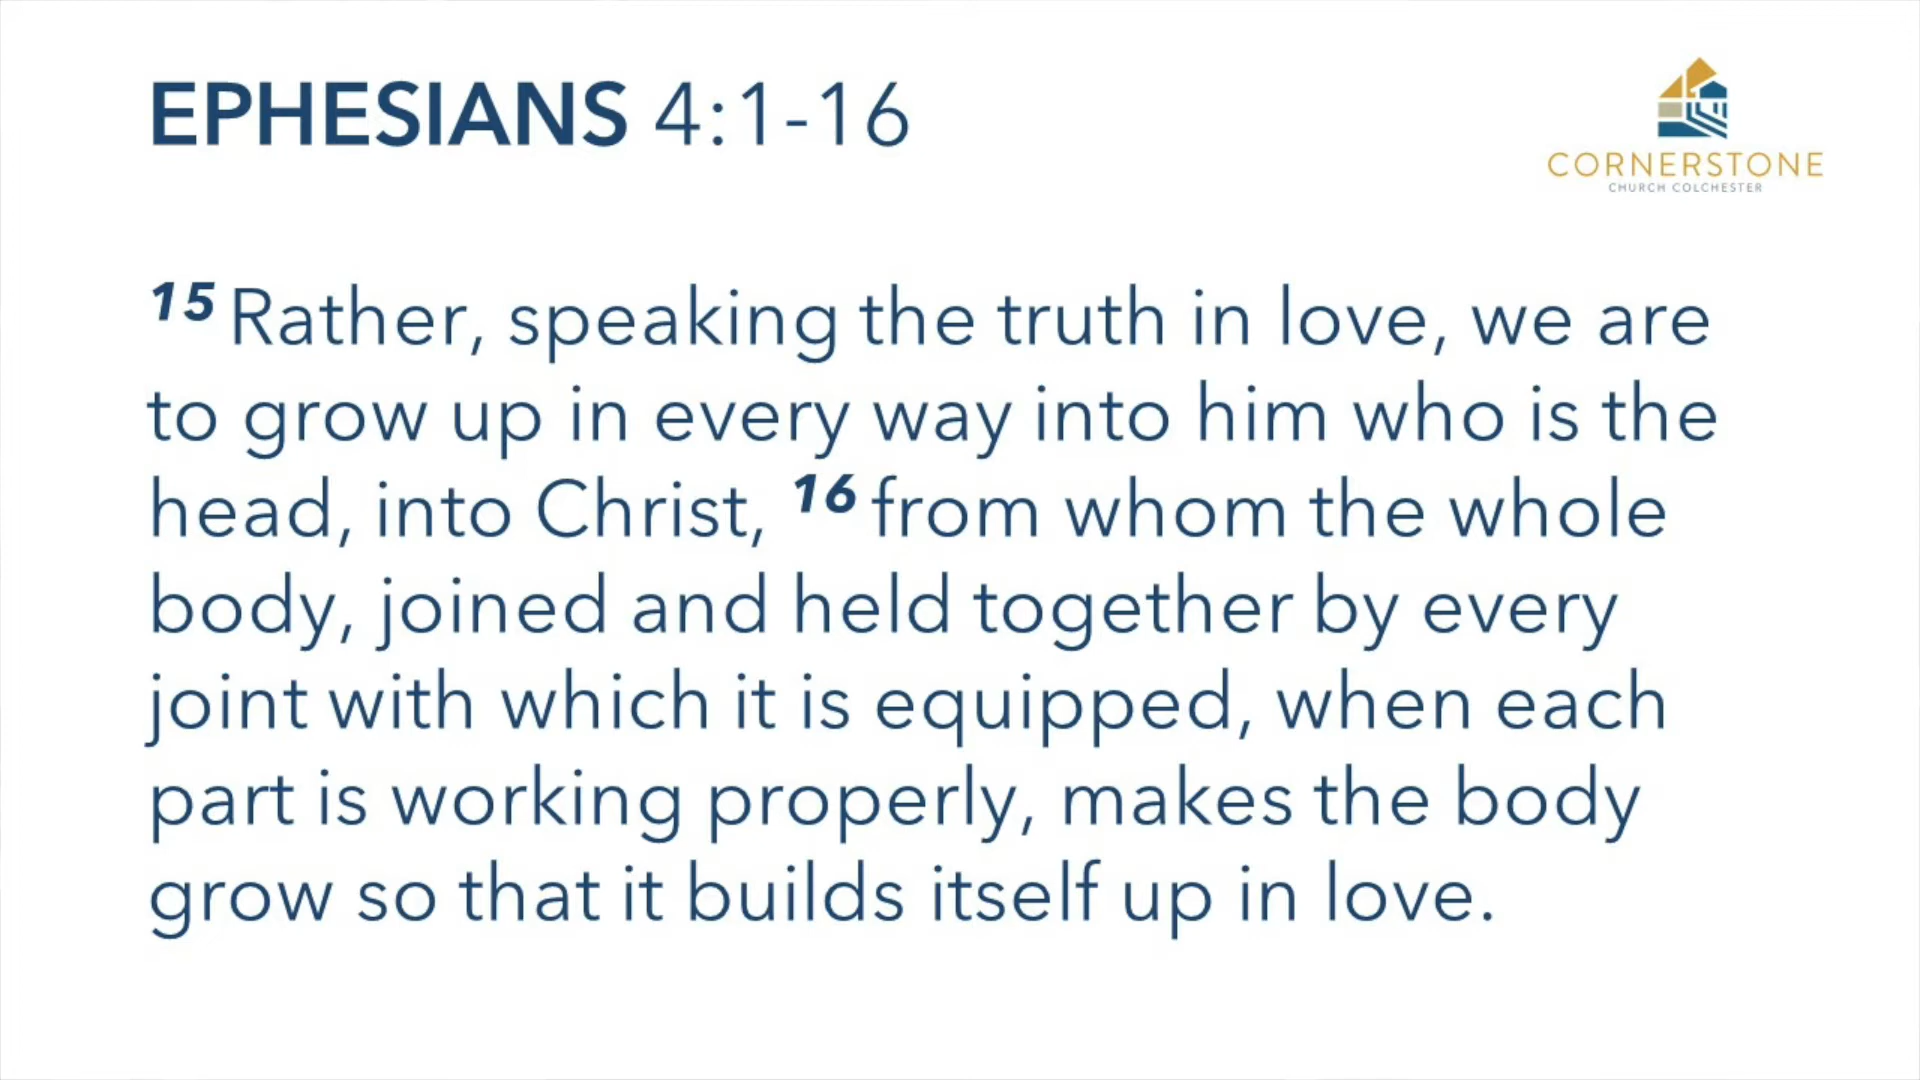 EPHESIANS 4:1-16
CORNERSTONE
CHURCH COLCHESTER
15 Rather, speaking the truth in love, we are
to grow up in every way into him who is the
head, into Christ, 16 from whom the whole
body, joined and held together by every
joint with which it is equipped, when each
part is working properly, makes the body
grow so that it builds itself up in love.